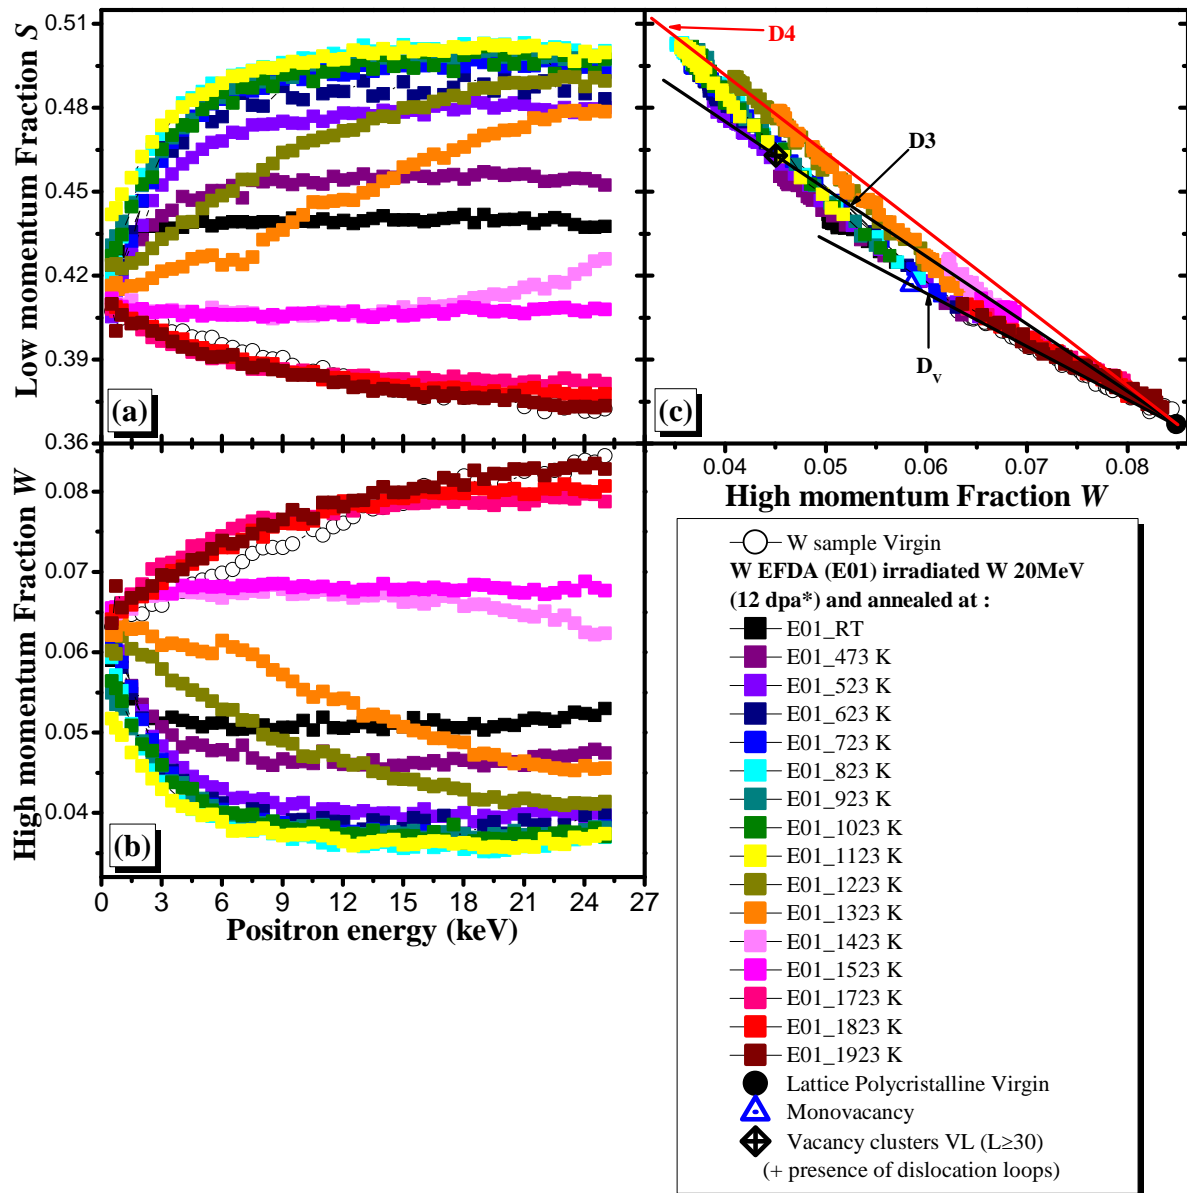 Low momentum Fraction S
0.51
0.48
0.45
0.42
0.39
0.36
(a)
D4
D3
Dv
(c)
0.04 0.05 0.06 0.07 0.08
High momentum Fraction W
High momentum Fraction W
0.08
0.07
0.06
0.05
0.04
(b)
0 3 6 9 12 15 18 21 24 27
Positron energy (keV)
W sample Virgin
W EFDA (E01) irradiated W 20MeV
(12 dpa*) and annealed at :
E01_RT
E01_473 K
E01_523 K
E01_623 K
E01_723 K
E01_823 K
E01_923 K
E01_1023 K
E01_1123 K
E01_1223 K
E01_1323 K
E01_1423 K
E01_1523 K
E01_1723 K
E01_1823 K
E01_1923 K
Lattice Polycristalline Virgin
Monovacancy
Vacancy clusters VL (L≥30)
(+ presence of dislocation loops)